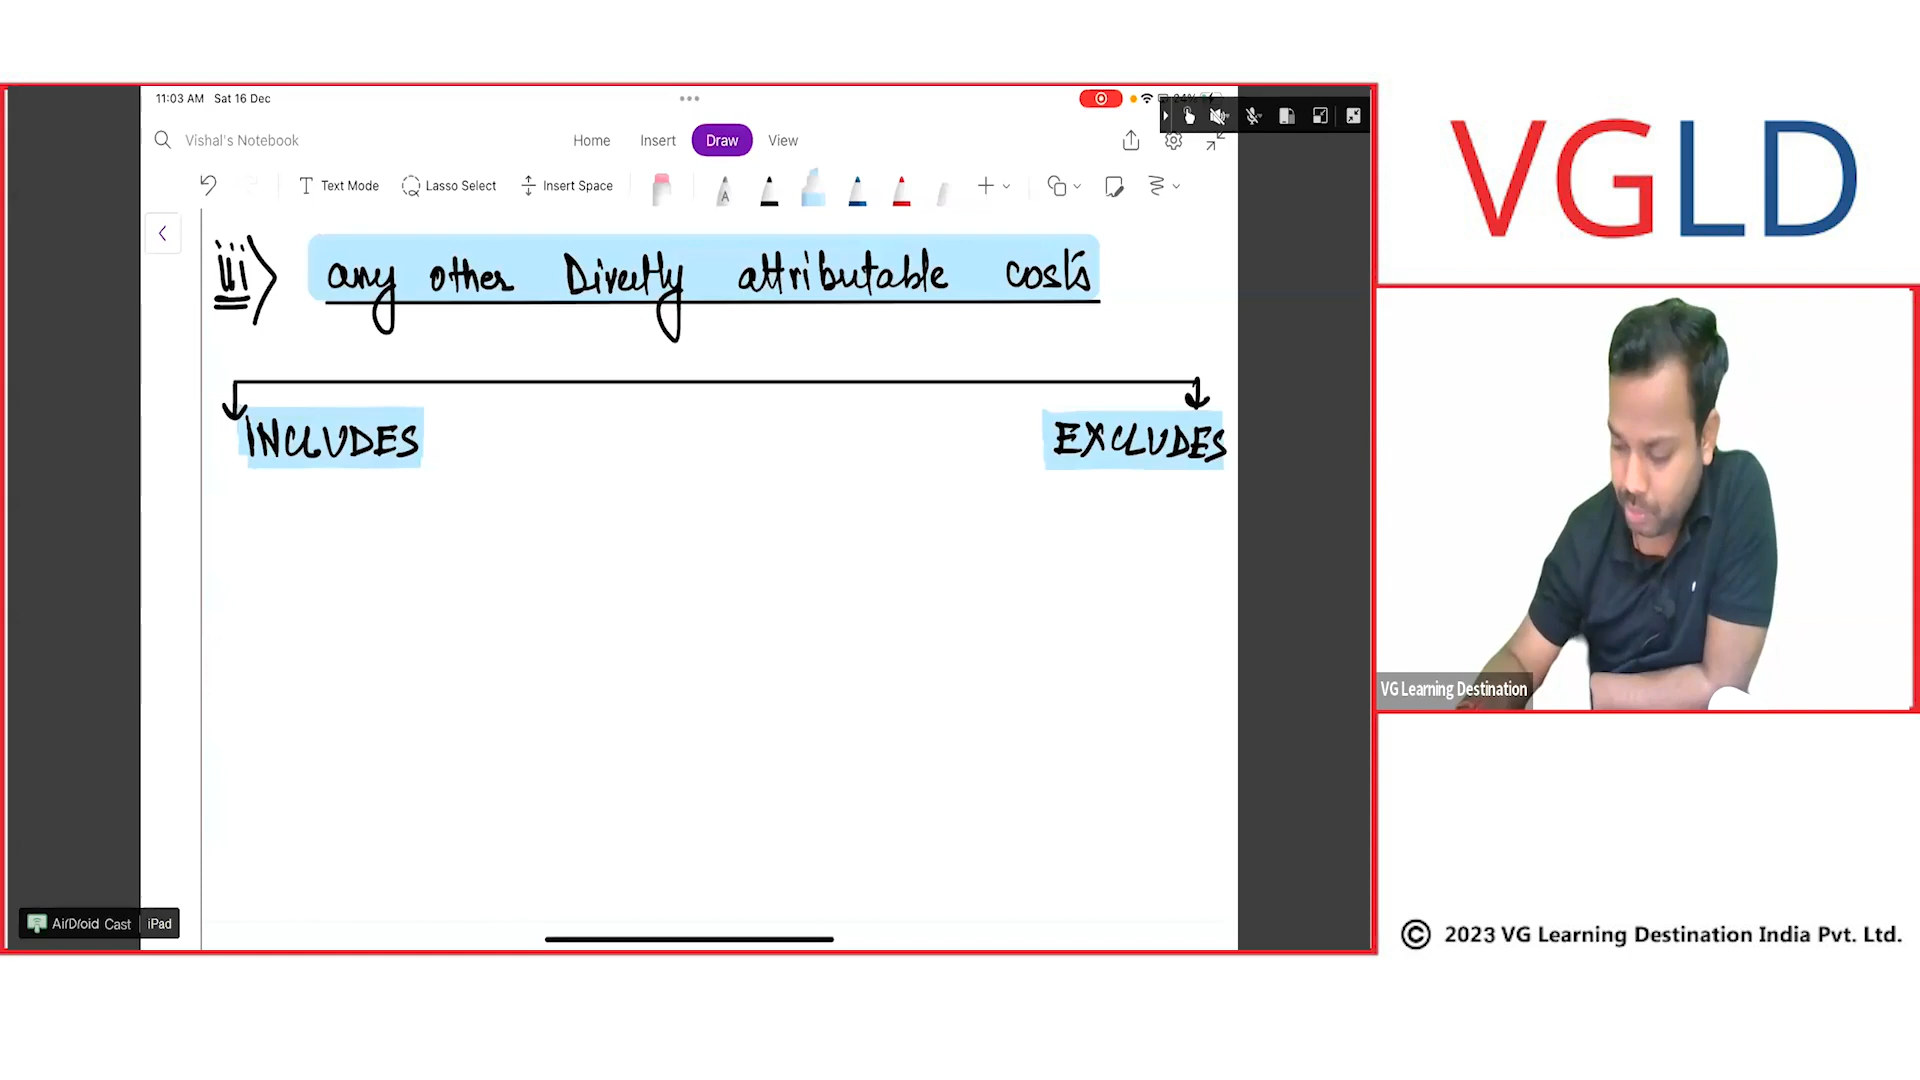 11:03 AM Sat 16 Dec
24%
VGLD
Vishal's Notebook
Home Insert Draw View
Text Mode Lasso Select Insert Space
A
iii> any other Directly attributable costs
INCLUDES EXCLUDES
VG Learning Destination
AirDroid Cast iPad
© 2023 VG Learning Destination India Pvt. Ltd.